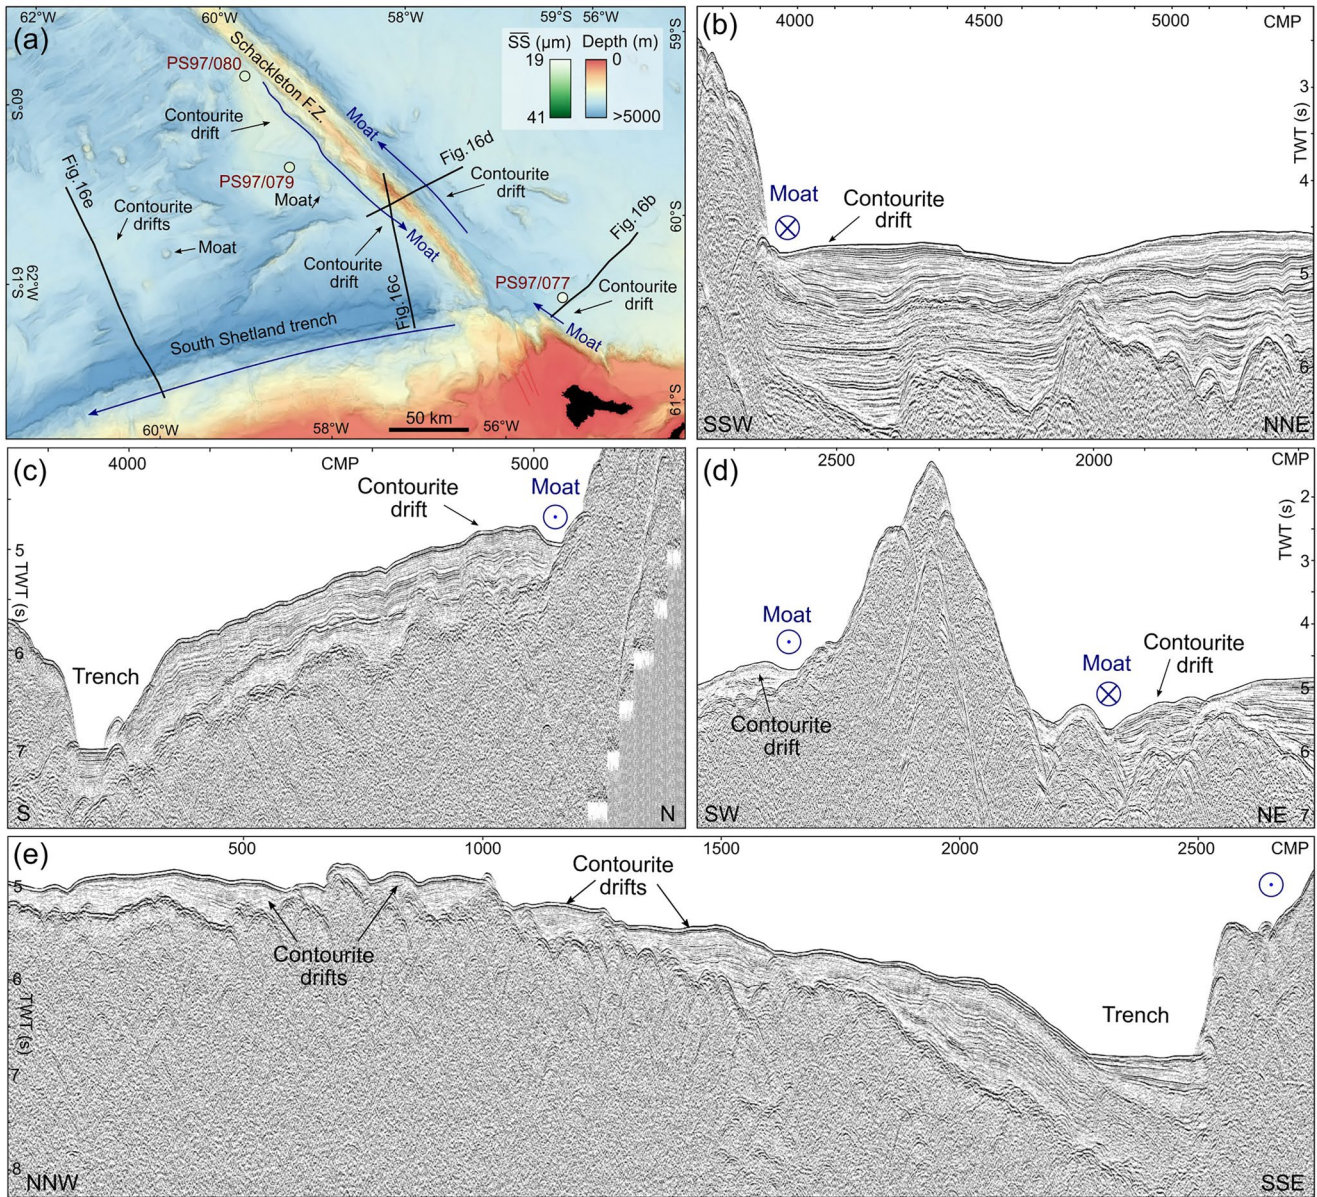 (a)
62°W
60°W
58°W
59°S
56°W
59°S
60°S
60°S
62°W
61°S
61°S
60°W
58°W
56°W
SS (µm)
19
41
Depth (m)
0
>5000
PS97/080
Schackleton F.Z.
Contourite
drift
Moat
Fig.16d
Fig.16e
PS97/079
Moat
Contourite
drift
Contourite
drifts
Moat
Contourite
drift
Moat
Fig.16b
Fig.16c
PS97/077
Contourite
drift
Moat
South Shetland trench
50 km
(b)
4000
4500
5000
CMP
3
4
5
6
TWT (s)
Moat
Contourite
drift
SSW
NNE
(c)
4000
CMP
5000
5
6
7
TWT (s)
Contourite
drift
Moat
Trench
S
N
(d)
2500
2000
CMP
2
3
4
5
6
7
TWT (s)
Moat
Contourite
drift
Moat
Contourite
drift
SW
NE
(e)
500
1000
1500
2000
2500
CMP
5
6
7
8
TWT (s)
Contourite
drifts
Contourite
drifts
Trench
NNW
SSE